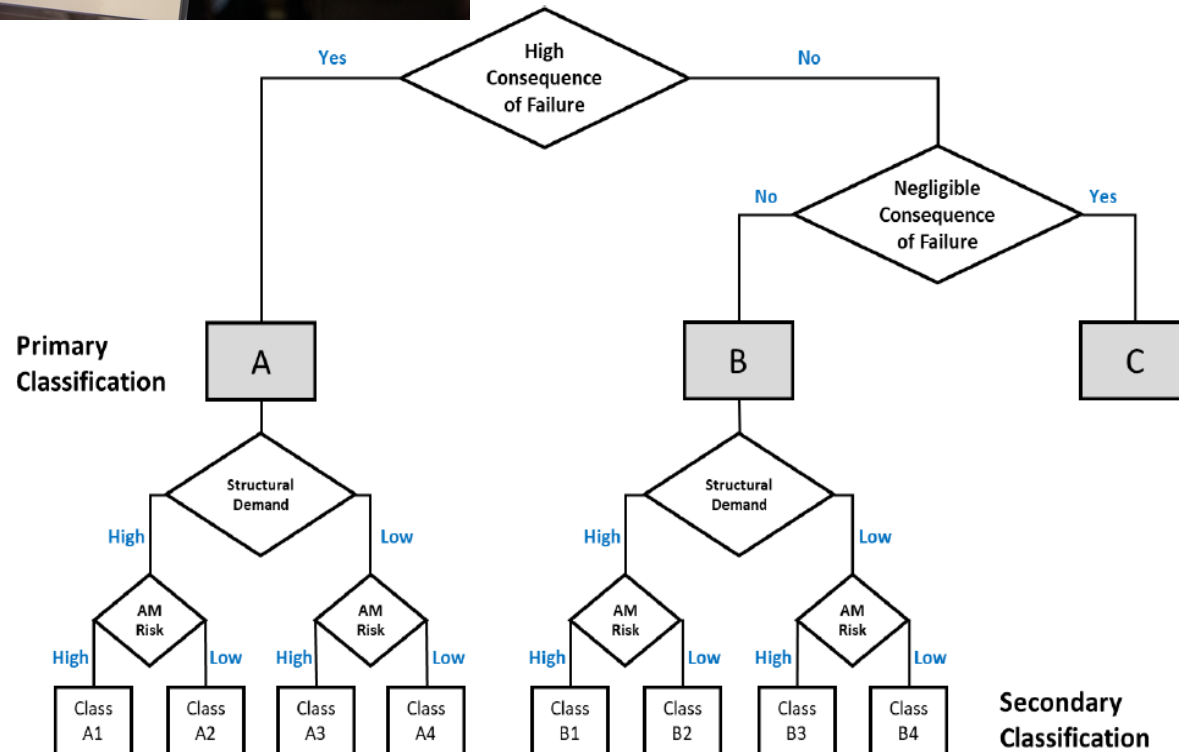 High
Consequence
of Failure
Yes
No
Negligible
Consequence
of Failure
No
Yes
Primary
Classification
A
B
C
Structural
Demand
Structural
Demand
High
Low
High
Low
AM
Risk
AM
Risk
AM
Risk
AM
Risk
High
Low
High
Low
High
Low
High
Low
Class
A1
Class
A2
Class
A3
Class
A4
Class
B1
Class
B2
Class
B3
Class
B4
Secondary
Classification